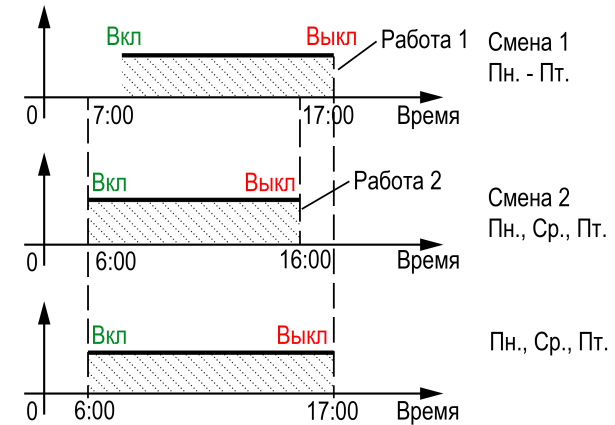 Вкл Выкл Работа 1 Смена 1
Пн. - Пт.
0 7:00 17:00 Время
Вкл Выкл Работа 2 Смена 2
Пн., Ср., Пт.
0 6:00 16:00 Время
Вкл Выкл Пн., Ср., Пт.
0 6:00 17:00 Время